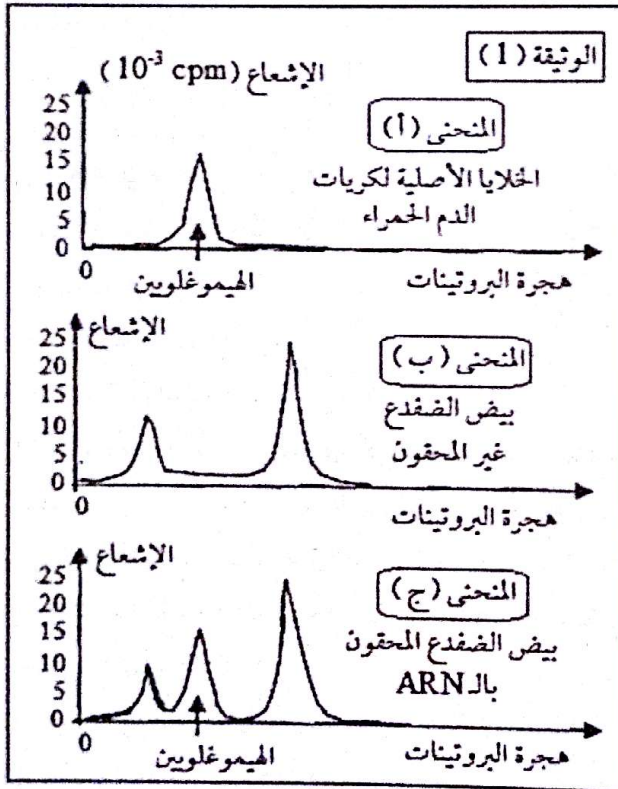 الوثيقة (1)
الإشعاع (10⁻³ cpm)
25
20
15
10
5
0
0
المنحنى (أ)
الخلايا الأصلية لكريات
الدم الحمراء
الهيموغلوبين
هجرة البروتينات
الإشعاع
25
20
15
10
5
0
0
المنحنى (ب)
بيض الضفدع
غير المحقون
هجرة البروتينات
الإشعاع
25
20
15
10
5
0
0
المنحنى (ج)
بيض الضفدع المحقون
بالـ ARN
الهيموغلوبين
هجرة البروتينات